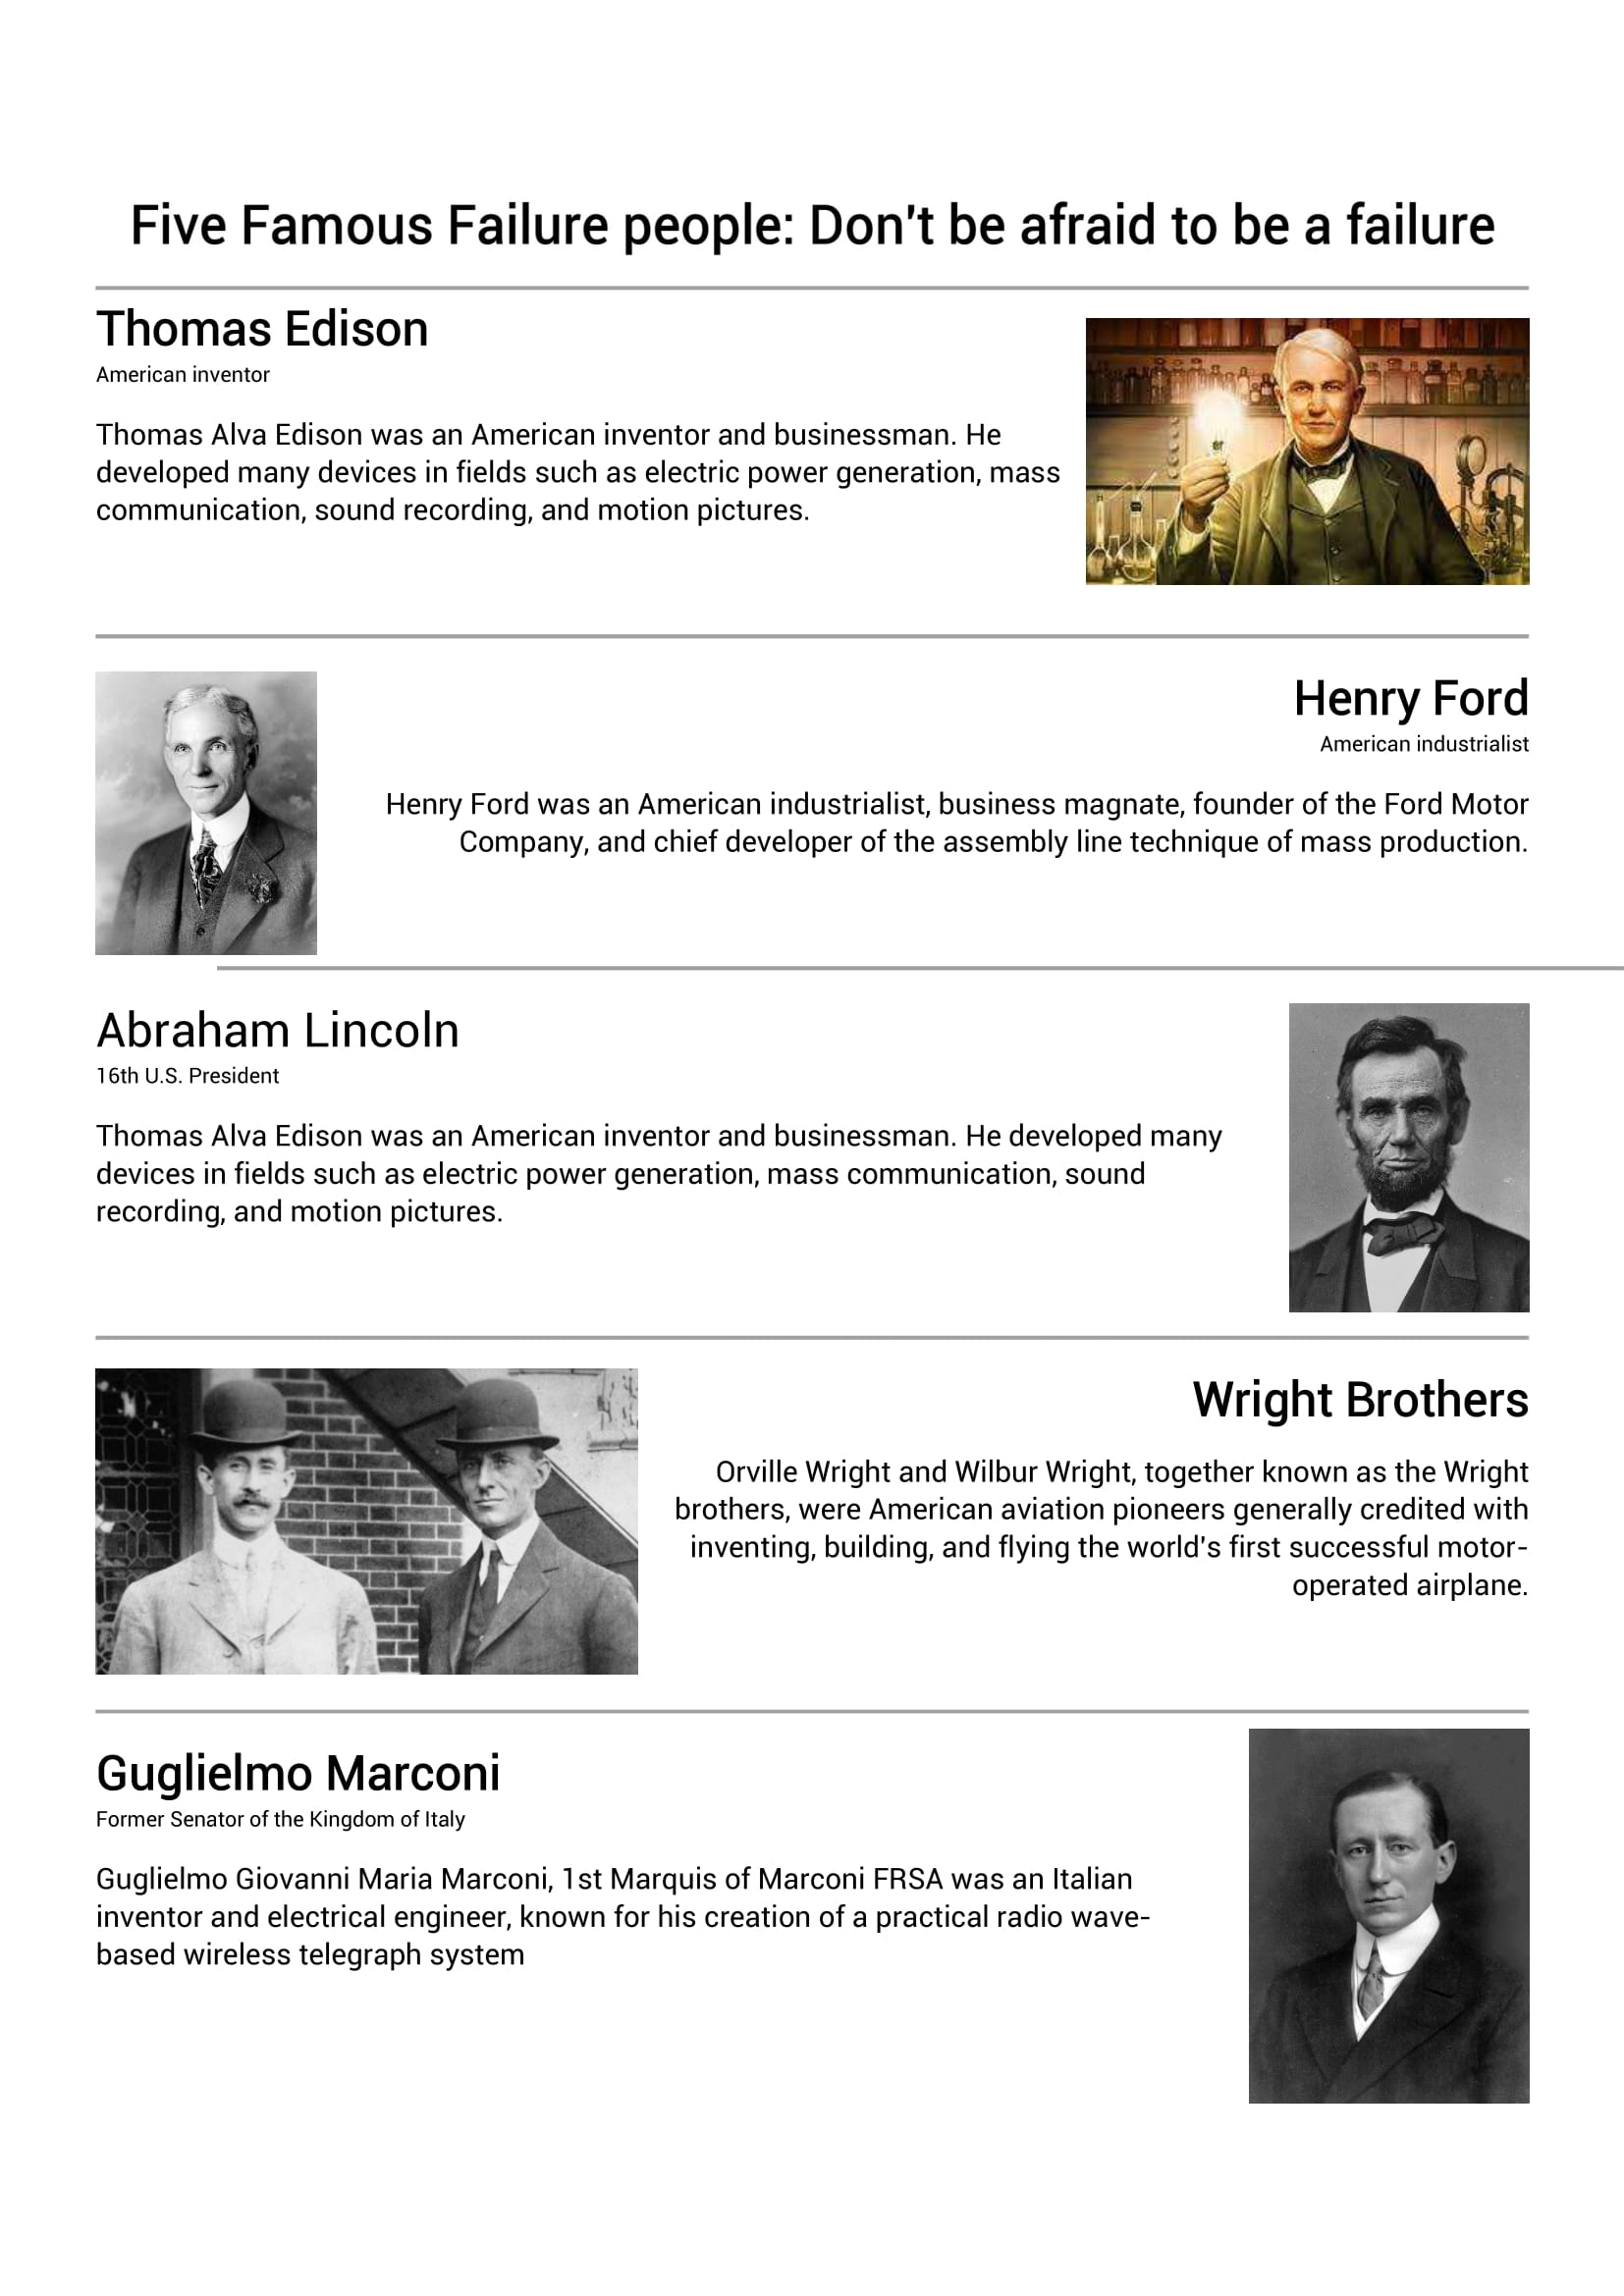 Five Famous Failure people: Don't be afraid to be a failure
Thomas Edison
American inventor
Thomas Alva Edison was an American inventor and businessman. He
developed many devices in fields such as electric power generation, mass
communication, sound recording, and motion pictures.
Henry Ford
American industrialist
Henry Ford was an American industrialist, business magnate, founder of the Ford Motor
Company, and chief developer of the assembly line technique of mass production.
Abraham Lincoln
16th U.S. President
Thomas Alva Edison was an American inventor and businessman. He developed many
devices in fields such as electric power generation, mass communication, sound
recording, and motion pictures.
Wright Brothers
Orville Wright and Wilbur Wright, together known as the Wright
brothers, were American aviation pioneers generally credited with
inventing, building, and flying the world's first successful motor-
operated airplane.
Guglielmo Marconi
Former Senator of the Kingdom of Italy
Guglielmo Giovanni Maria Marconi, 1st Marquis of Marconi FRSA was an Italian
inventor and electrical engineer, known for his creation of a practical radio wave-
based wireless telegraph system